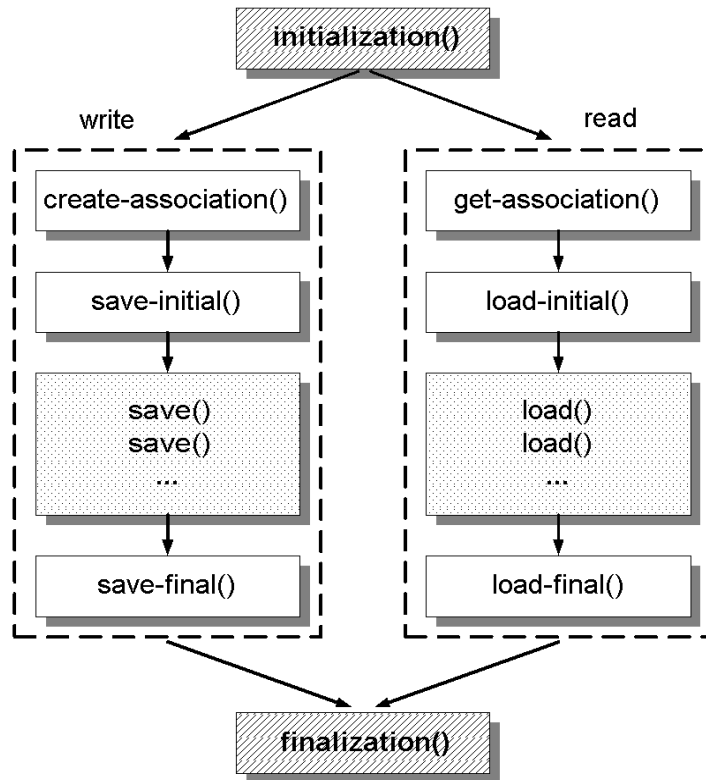 initialization()
write
read
create-association()
save-initial()
save()
save()
...
save-final()
get-association()
load-initial()
load()
load()
...
load-final()
finalization()